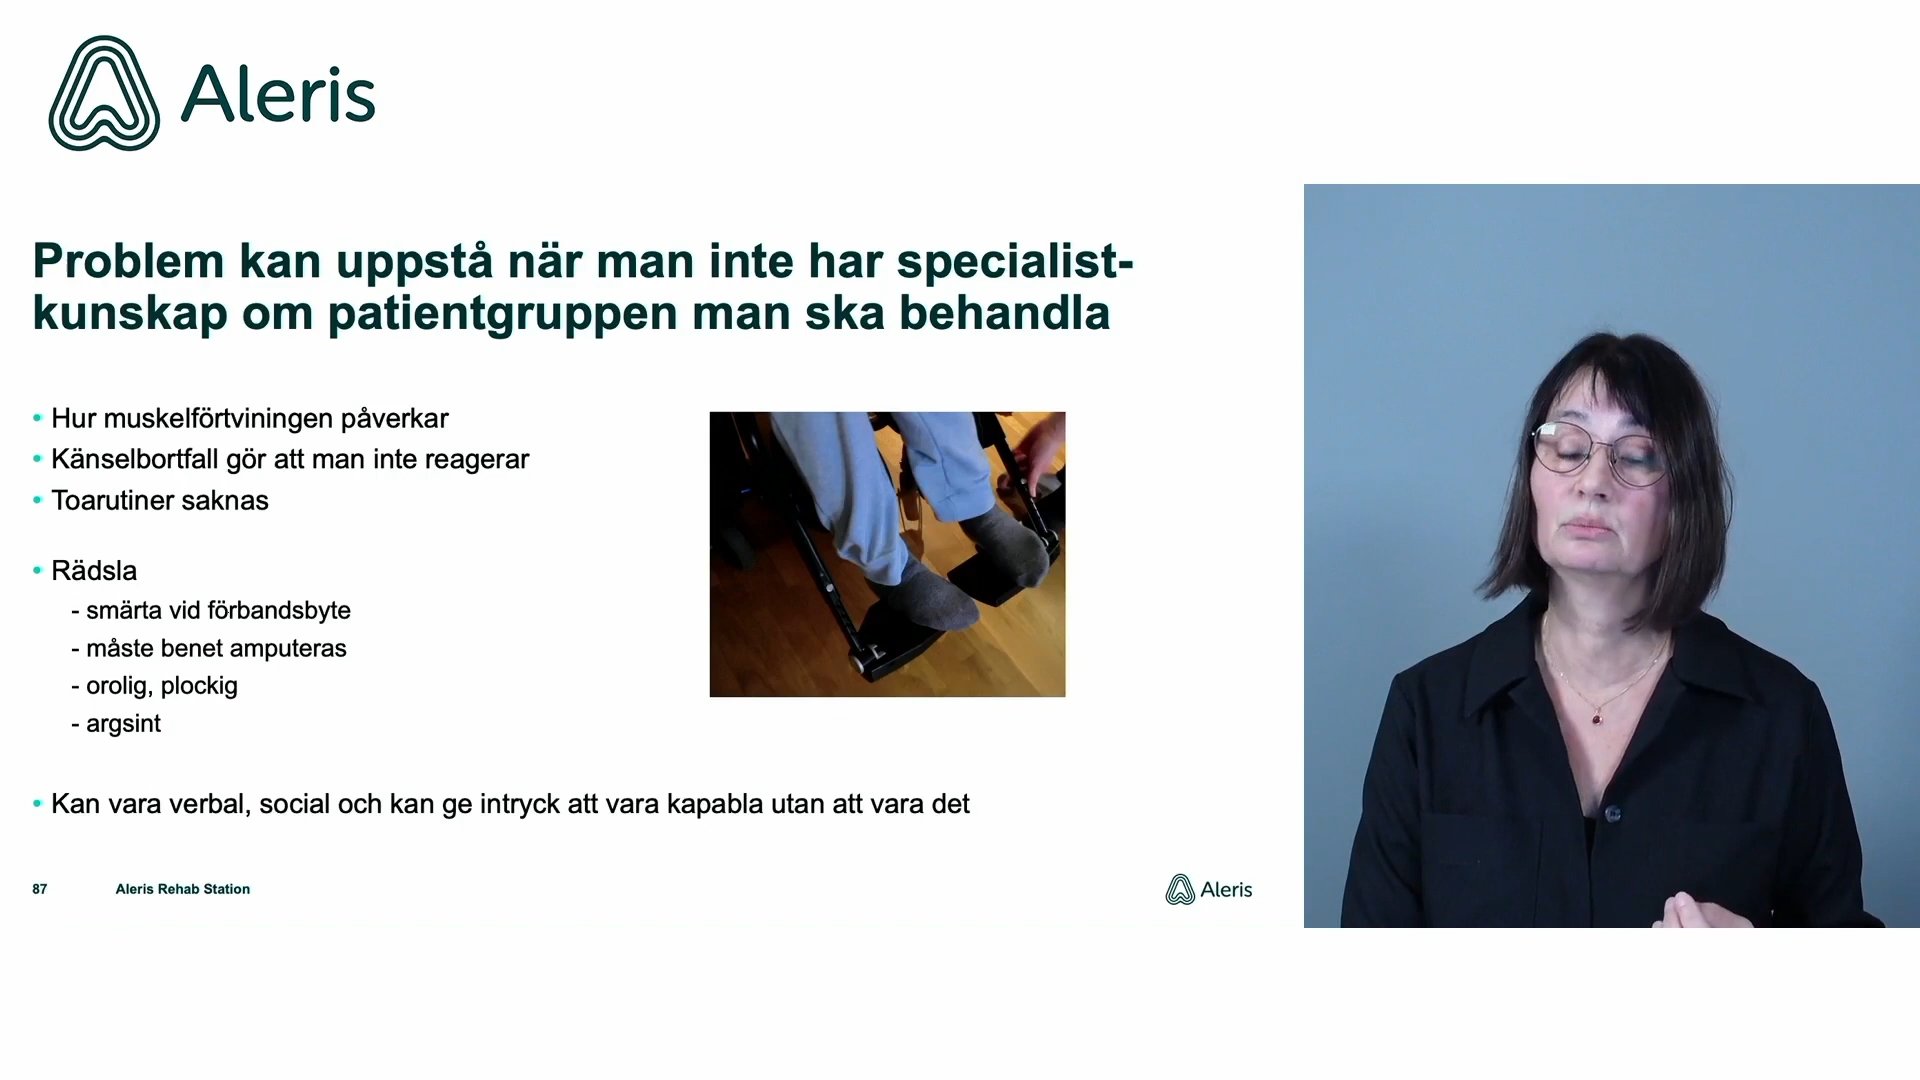 Aleris
Problem kan uppstå när man inte har specialist-
kunskap om patientgruppen man ska behandla
• Hur muskelförtviningen påverkar
• Känselbortfall gör att man inte reagerar
• Toarutiner saknas
• Rädsla
- smärta vid förbandsbyte
- måste benet amputeras
- orolig, plockig
- argsint
• Kan vara verbal, social och kan ge intryck att vara kapabla utan att vara det
87 Aleris Rehab Station
Aleris